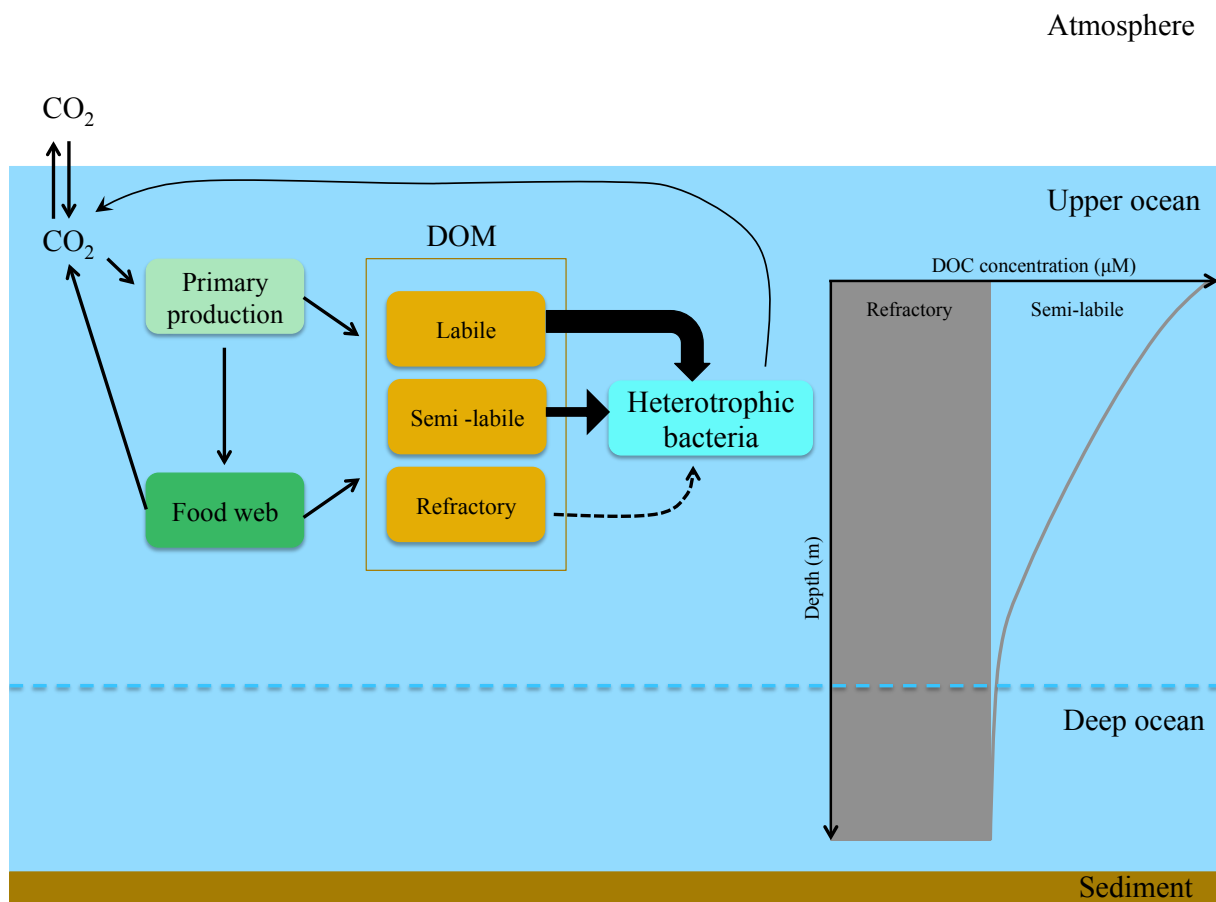 Atmosphere
CO₂
CO₂
Upper ocean
DOM
Primary
production
Labile
Semi -labile
Refractory
Heterotrophic
bacteria
Food web
DOC concentration (μM)
Refractory
Semi-labile
Depth (m)
Deep ocean
Sediment